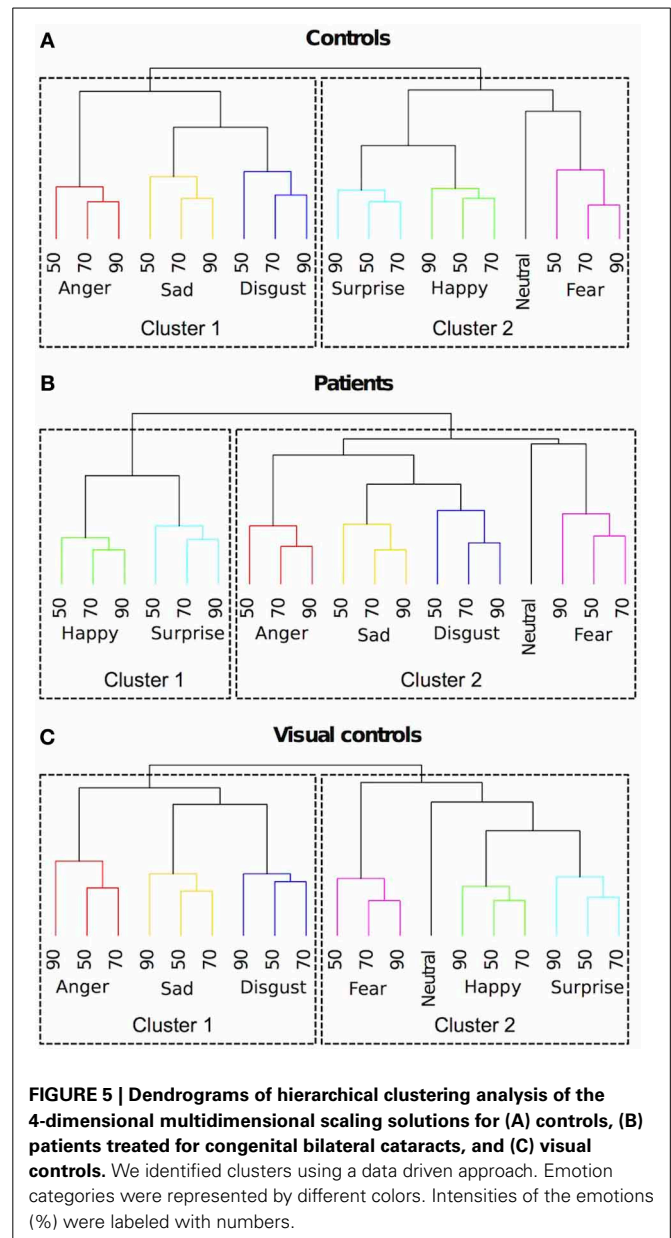 A
Controls
50 70 90 50 70 90 50 70 90 90 50 70 90 50 70 Neutral 50 70 90
Anger Sad Disgust Surprise Happy Fear
Cluster 1 Cluster 2
B
Patients
50 70 90 50 70 90 50 70 90 50 70 90 50 70 90 Neutral 90 50 70
Happy Surprise Anger Sad Disgust Fear
Cluster 1 Cluster 2
C
Visual controls
90 50 70 90 50 70 90 50 70 50 70 90 Neutral 90 50 70 90 50 70
Anger Sad Disgust Fear Happy Surprise
Cluster 1 Cluster 2
FIGURE 5 | Dendrograms of hierarchical clustering analysis of the
4-dimensional multidimensional scaling solutions for (A) controls, (B)
patients treated for congenital bilateral cataracts, and (C) visual
controls. We identified clusters using a data driven approach. Emotion
categories were represented by different colors. Intensities of the emotions
(%) were labeled with numbers.